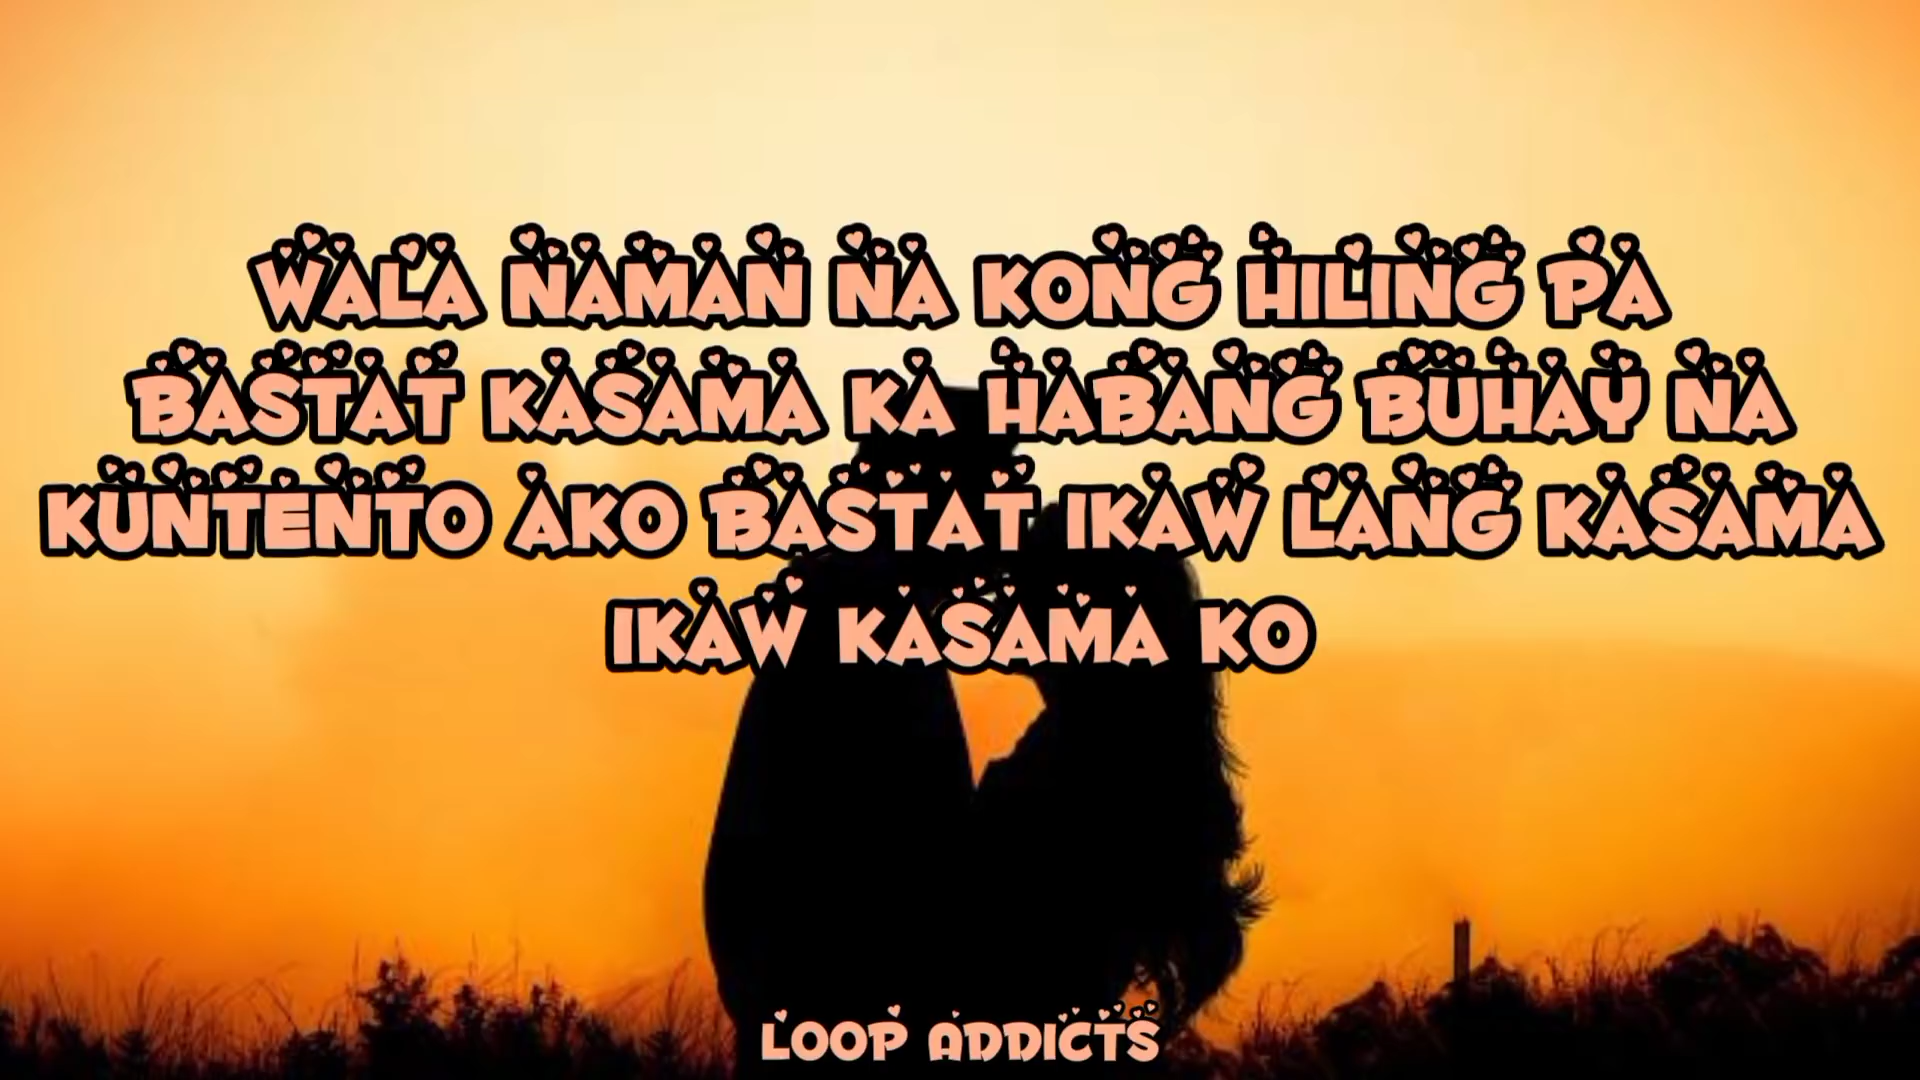 WALA NAMAN NA KONG HILING PA
BASTAT KASAMA KA HABANG BUHAY NA
KUNTENTO AKO BASTAT IKAW LANG KASAMA
IKAW KASAMA KO
LOOP ADDICTS